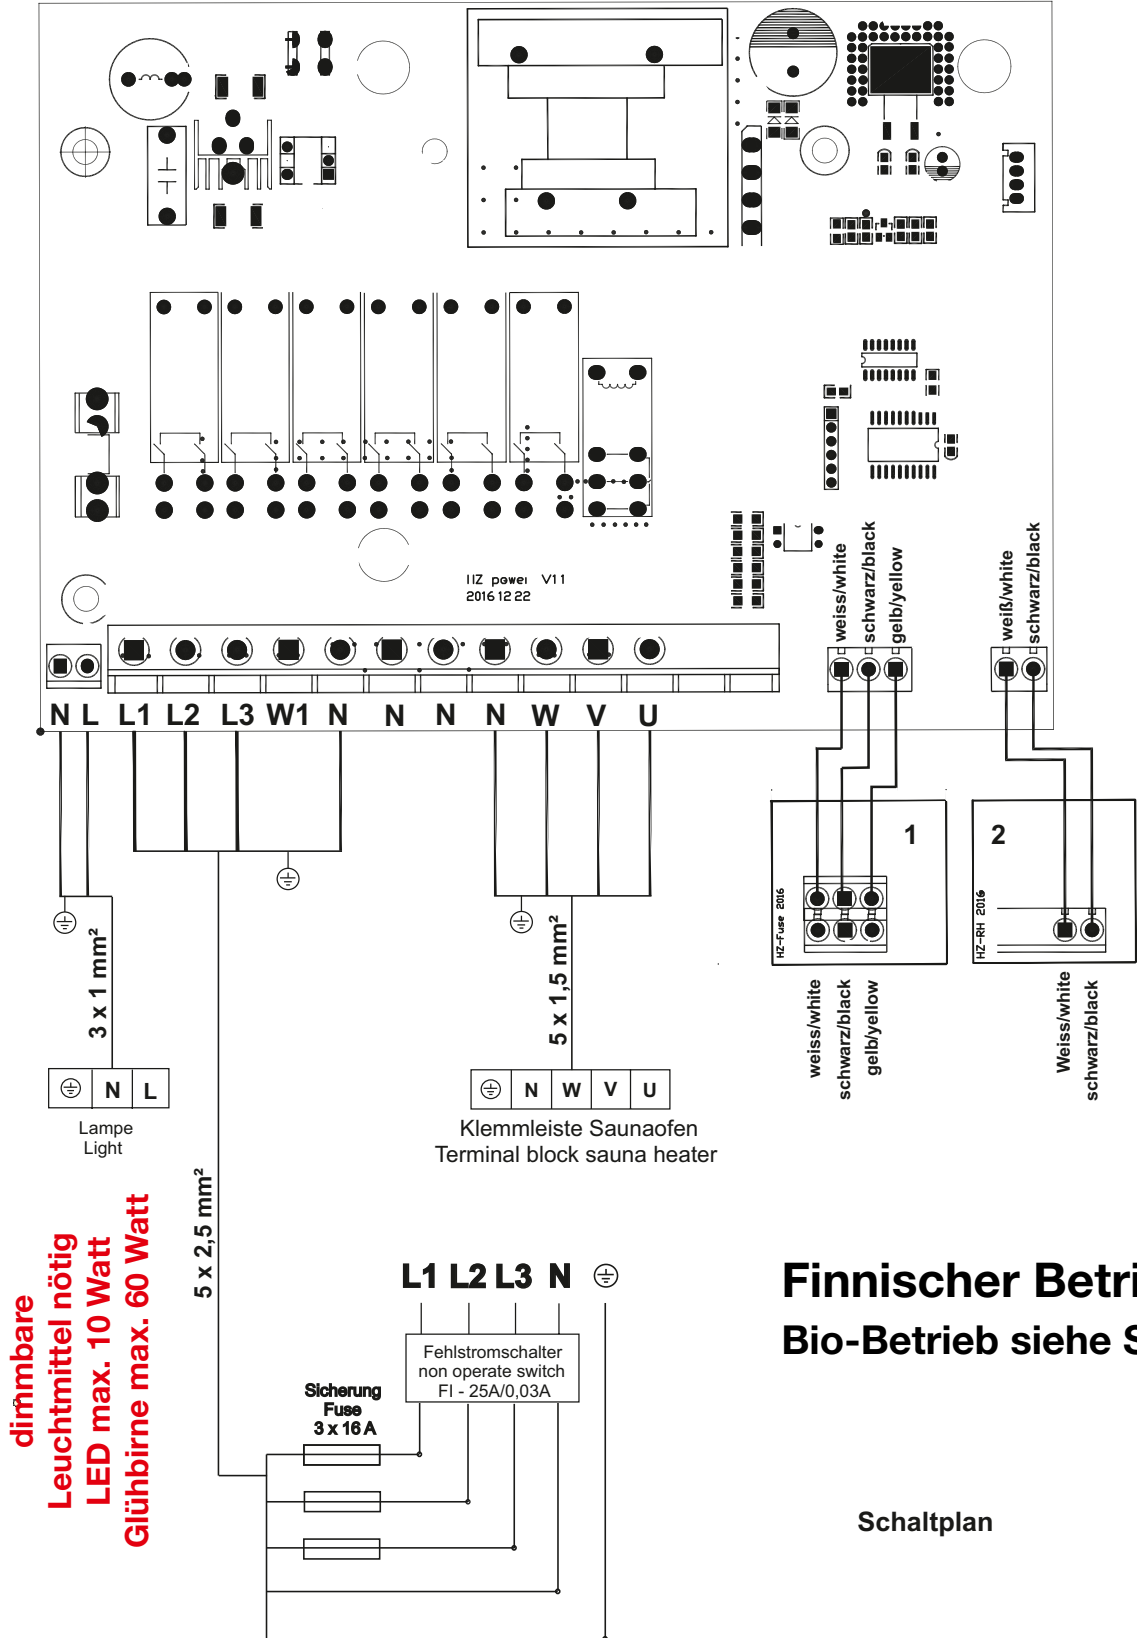 IIZ power V11
2016 12 22
weiss/white
schwarz/black
gelb/yellow
weiß/white
schwarz/black
N L L1 L2 L3 W1 N N N N W V U
1
2
HZ-Fuse 2016
HZ-RH 2016
weiss/white
schwarz/black
gelb/yellow
Weiss/white
schwarz/black
3 x 1 mm²
5 x 1,5 mm²
N L
Lampe
Light
N W V U
Klemmleiste Saunaofen
Terminal block sauna heater
5 x 2,5 mm²
dimmbare
Leuchtmittel nötig
LED max. 10 Watt
Glühbirne max. 60 Watt
L1 L2 L3 N
Fehlstromschalter
non operate switch
FI - 25A/0,03A
Sicherung
Fuse
3 x 16 A
Finnischer Betri
Bio-Betrieb siehe S
Schaltplan